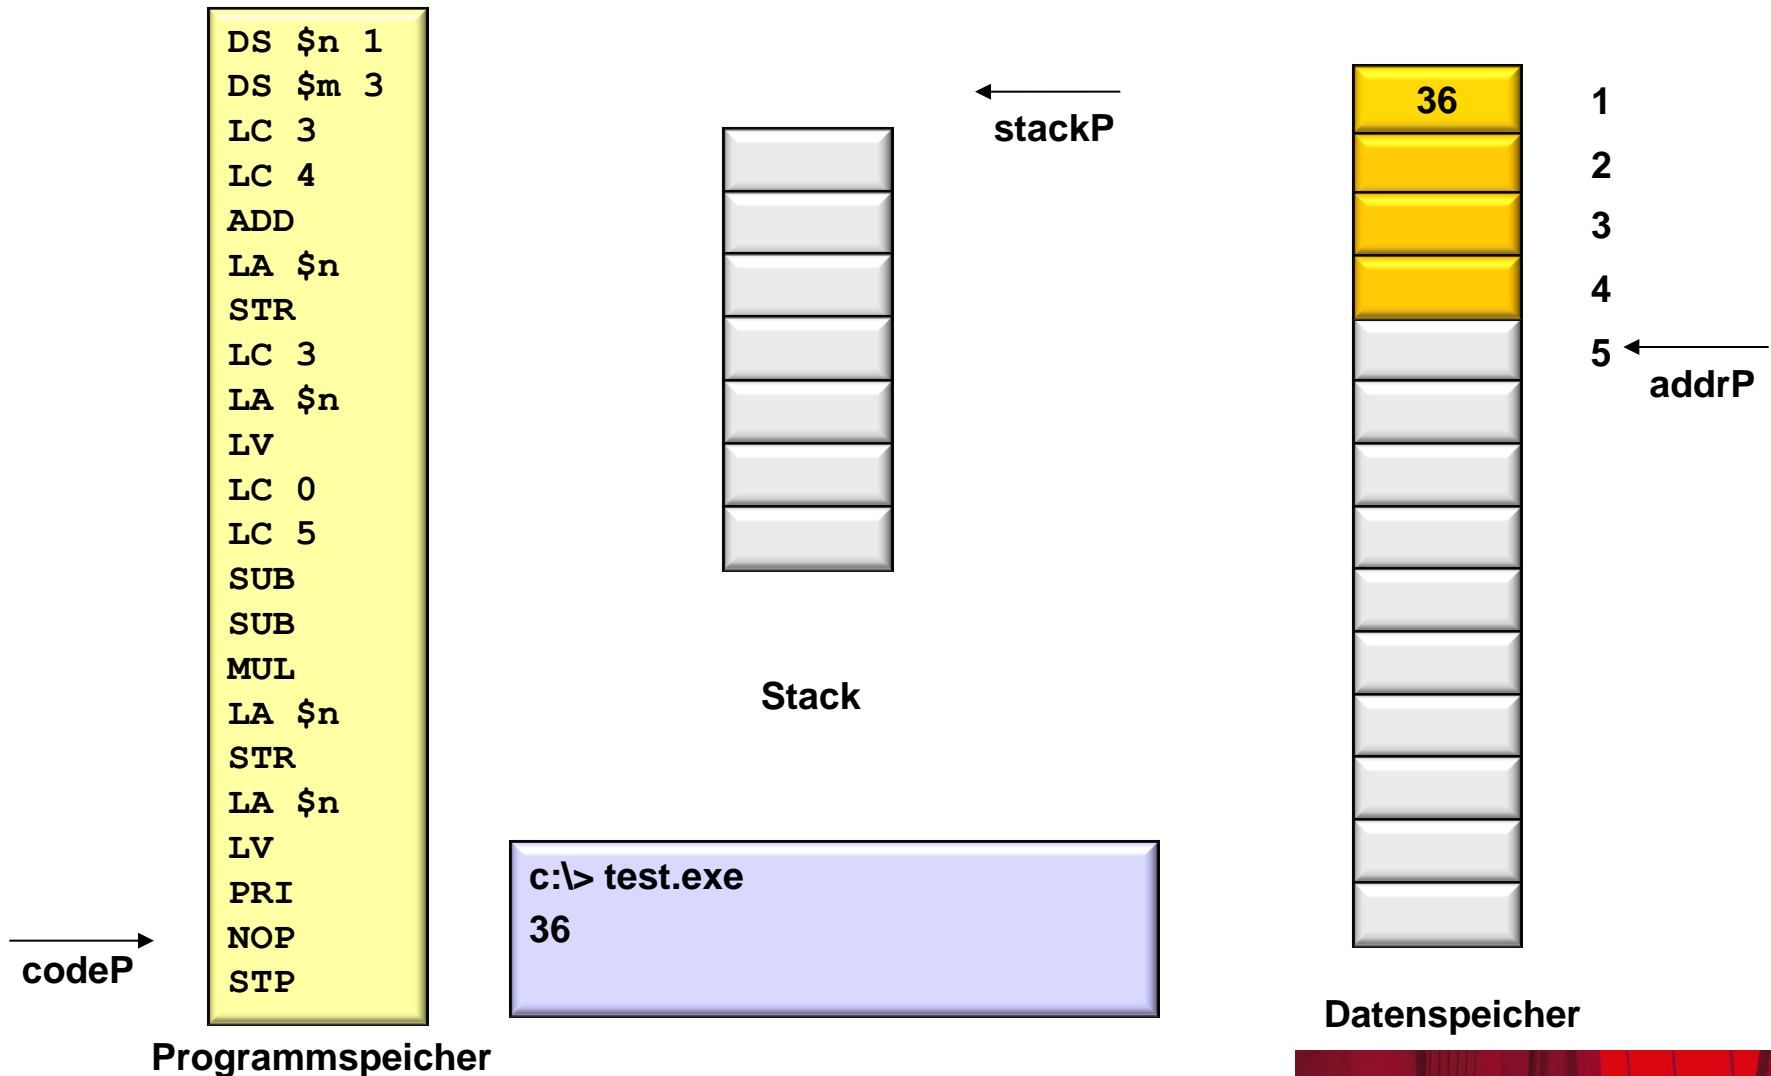 DS $n 1
DS $m 3
LC 3
LC 4
ADD
LA $n
STR
LC 3
LA $n
LV
LC 0
LC 5
SUB
SUB
MUL
LA $n
STR
LA $n
LV
PRI
NOP
STP
codeP
Programmspeicher
stackP
Stack
c:\> test.exe
36
36
1
2
3
4
5
addrP
Datenspeicher